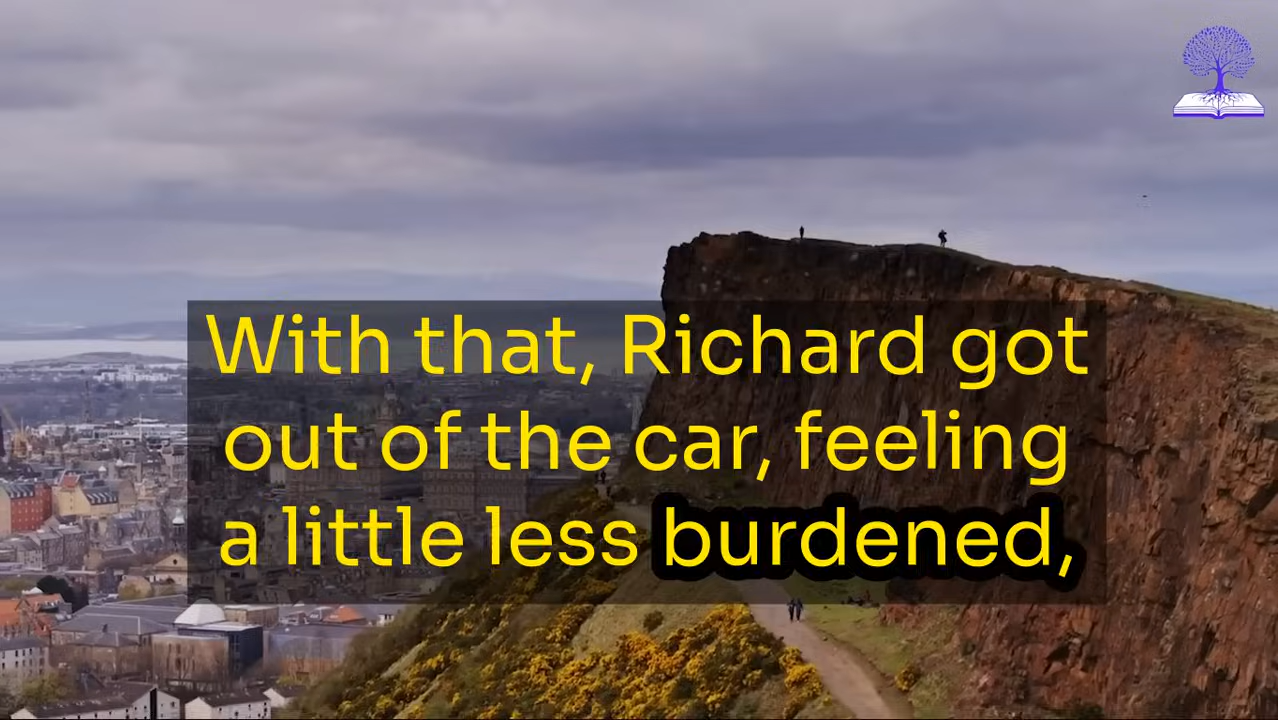 With that, Richard got
out of the car, feeling
a little less burdened,